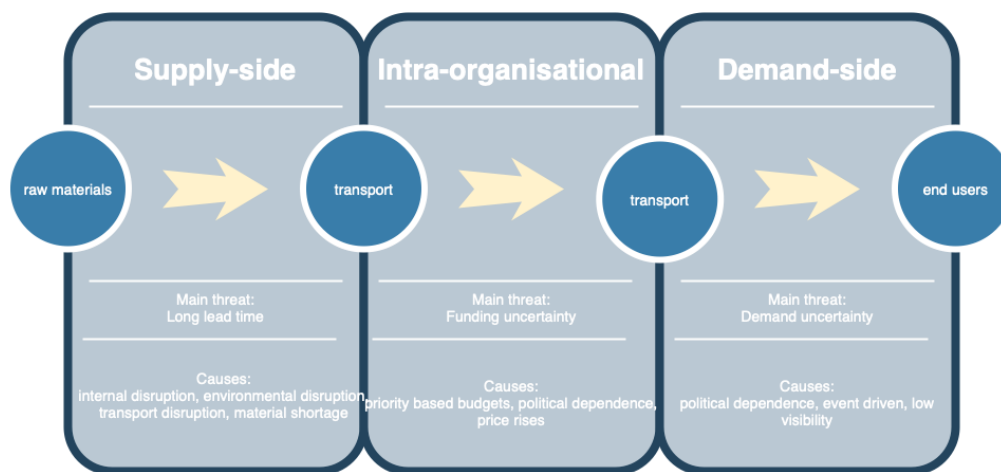 Supply-side
Intra-organisational
Demand-side
raw materials
transport
transport
end users
Main threat:
Long lead time
Main threat:
Funding uncertainty
Main threat:
Demand uncertainty
Causes:
internal disruption, environmental disruption,
transport disruption, material shortage
Causes:
priority based budgets, political dependence,
price rises
Causes:
political dependence, event driven, low
visibility